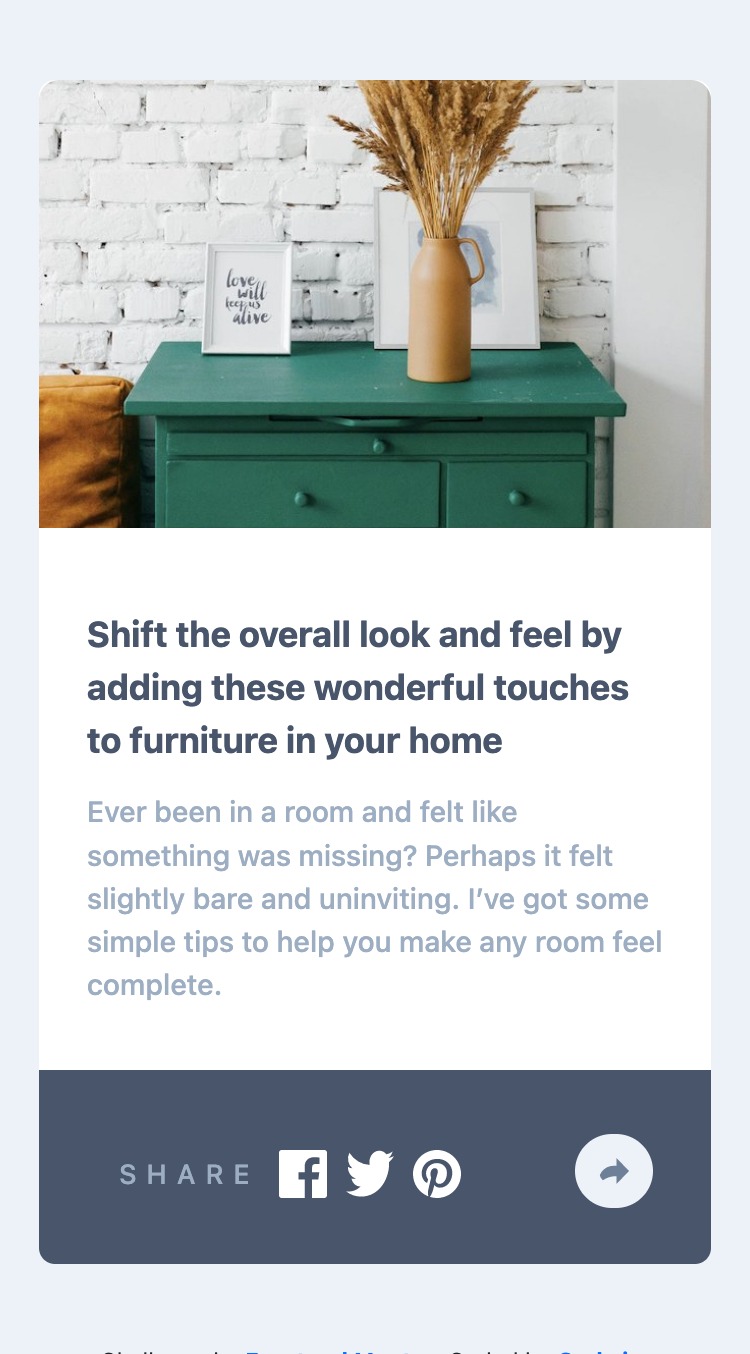 love
will
keep us
alive
Shift the overall look and feel by
adding these wonderful touches
to furniture in your home
Ever been in a room and felt like
something was missing? Perhaps it felt
slightly bare and uninviting. I’ve got some
simple tips to help you make any room feel
complete.
SHARE